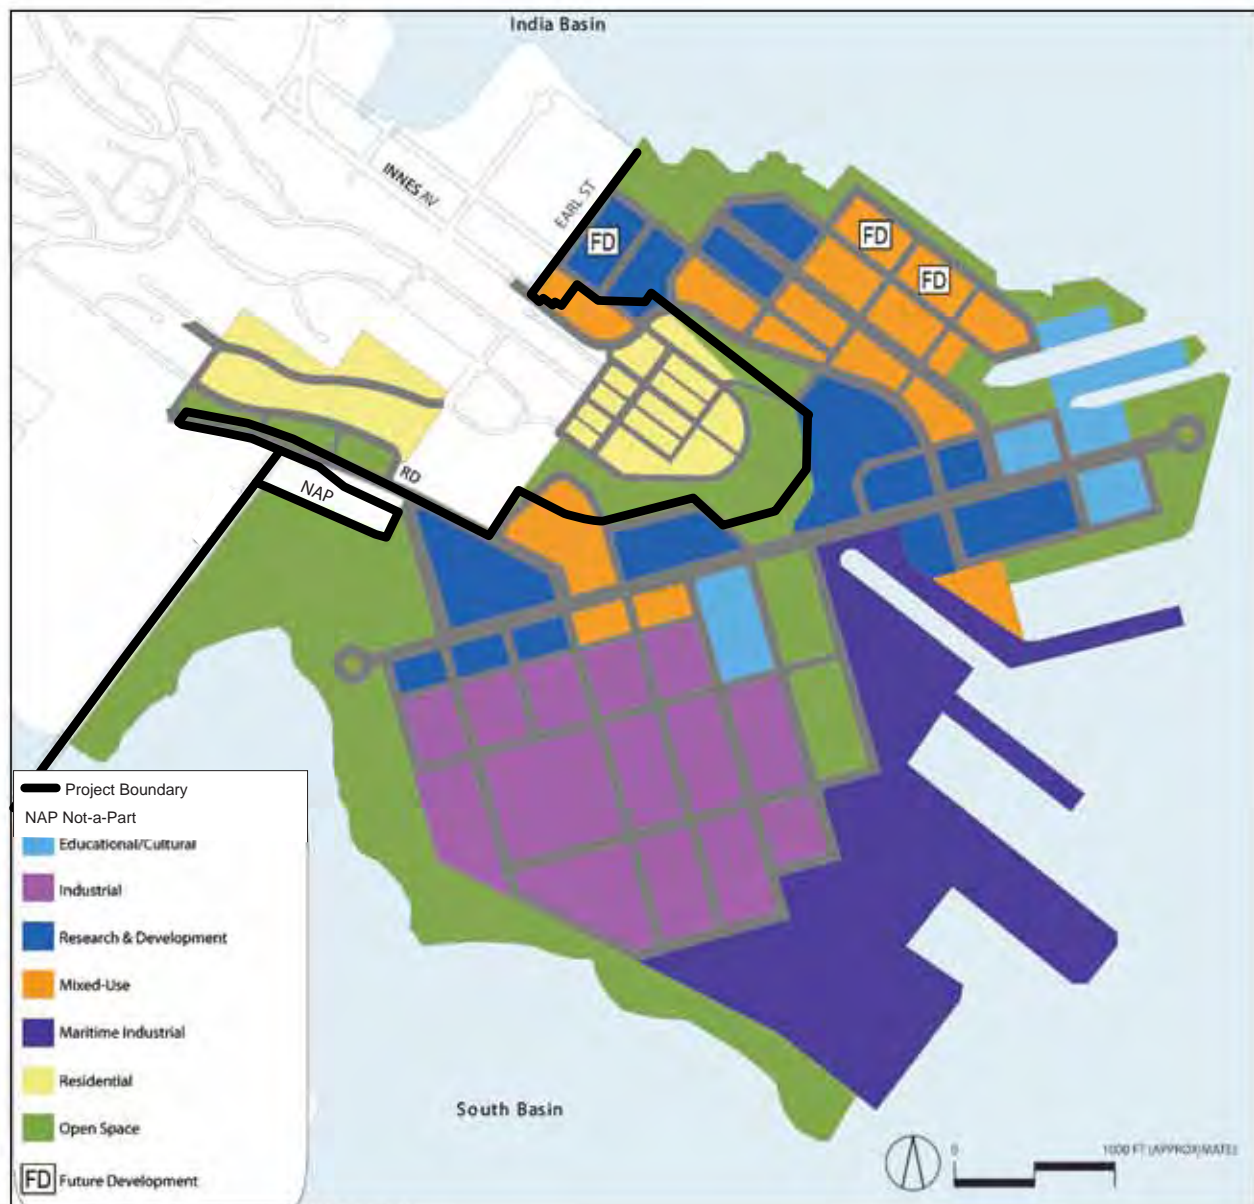 India Basin
INNES AV
EARL ST
FD
FD
FD
RD
NAP
Project Boundary
NAP Not-a-Part
Educational/Cultural
Industrial
Research & Development
Mixed-Use
Maritime Industrial
Residential
Open Space
FD Future Development
South Basin
0
1000 FT (APPROXIMATE)